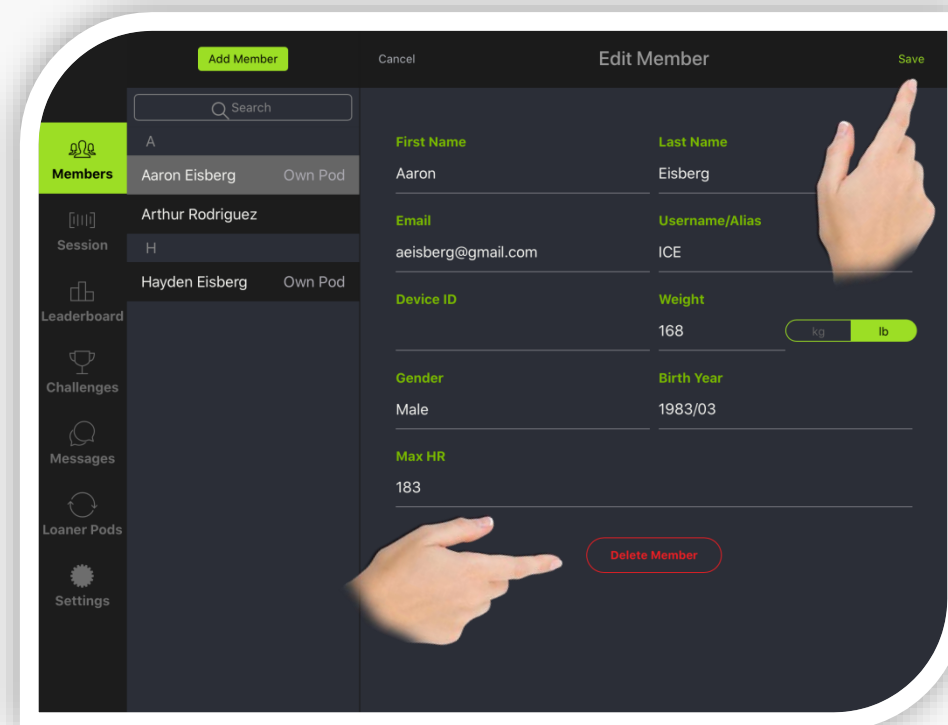 Add Member
Cancel
Edit Member
Save
Search
Members
Session
Leaderboard
Challenges
Messages
Loaner Pods
Settings
A
Aaron Eisberg Own Pod
Arthur Rodriguez
H
Hayden Eisberg Own Pod
First Name
Aaron
Last Name
Eisberg
Email
aeisberg@gmail.com
Username/Alias
ICE
Device ID
Weight
168
kg
lb
Gender
Male
Birth Year
1983/03
Max HR
183
Delete Member